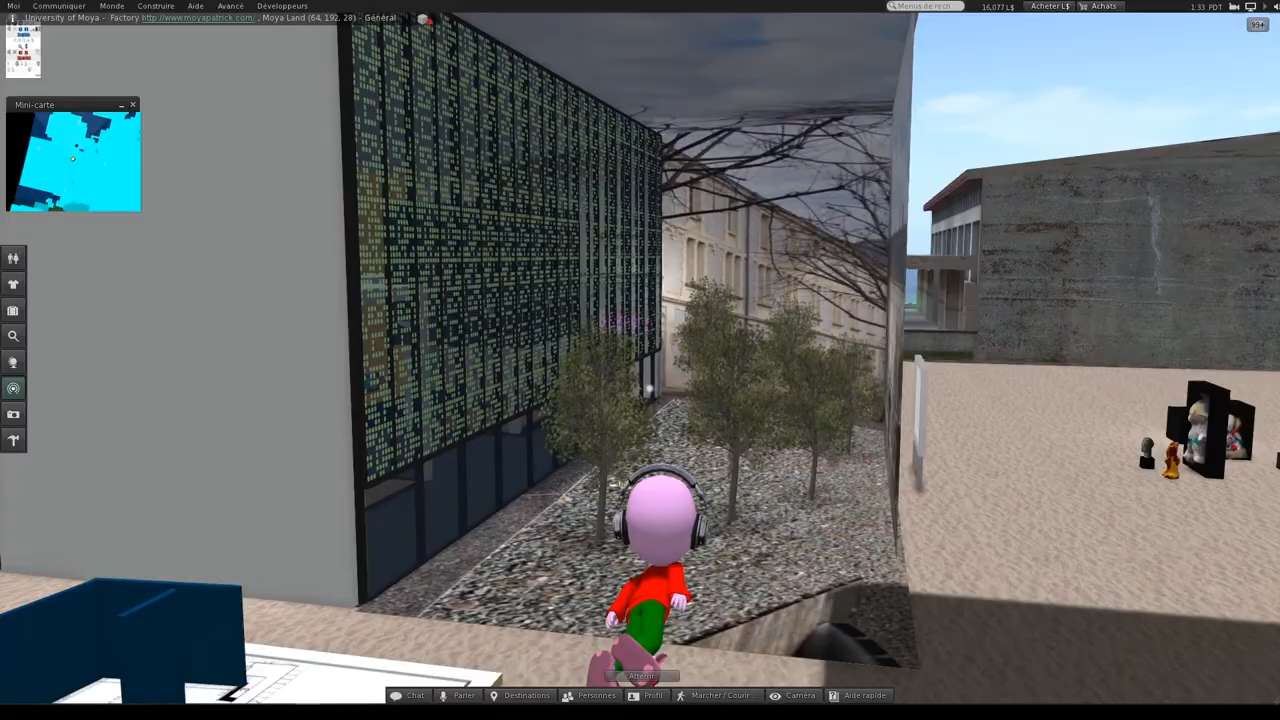 Moi Communiquer Monde Construire Aide Avancé Développeurs
Menus de rech 16,077 L$ Acheter L$ Achats 1:33 PDT
University of Moya - Factory http://www.moyapatrick.com/ , Moya Land (64, 192, 28) - Général
99+
Mini-carte
Atterrir
Chat Parler Destinations Personnes Profil Marcher / Courir... Caméra Aide rapide